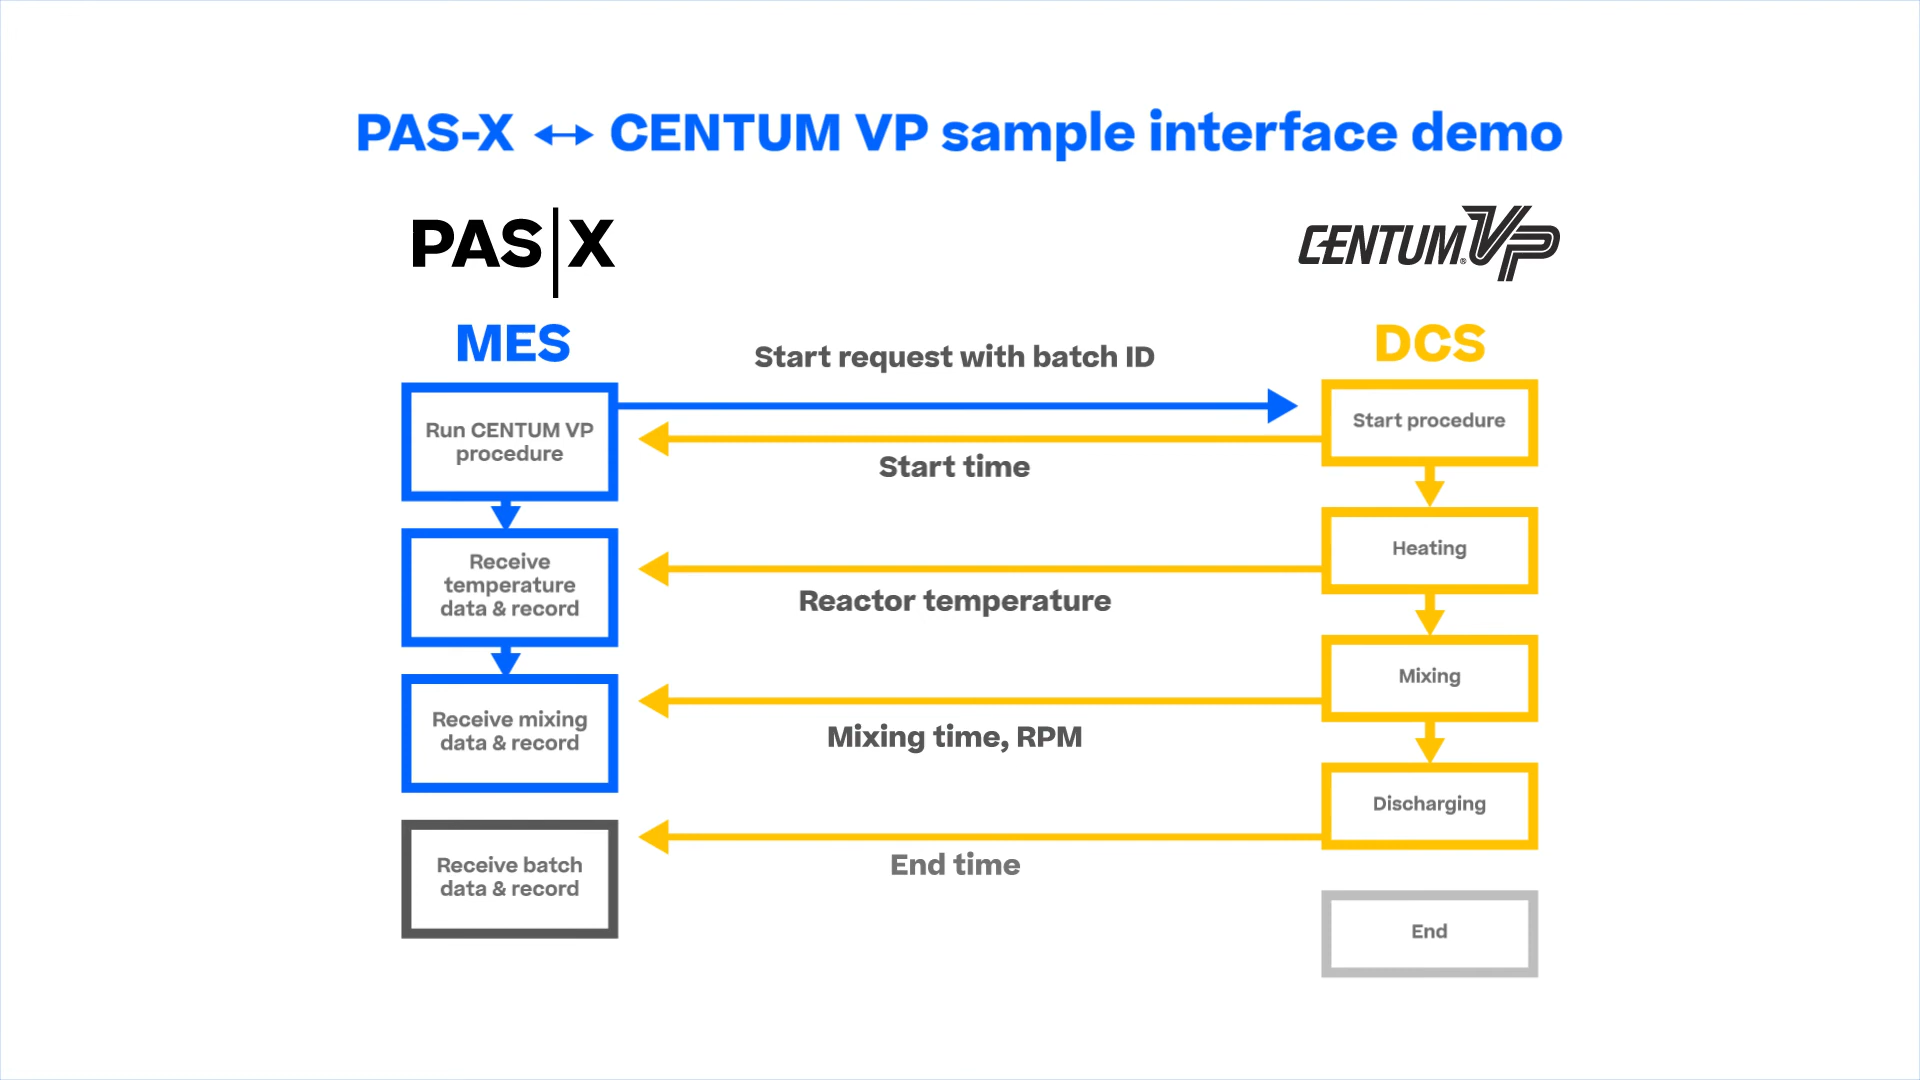 PAS-X ↔ CENTUM VP sample interface demo
PAS|X
CENTUM® VP
MES
DCS
Start request with batch ID
Run CENTUM VP
procedure
Start procedure
Start time
Receive
temperature
data & record
Heating
Reactor temperature
Receive mixing
data & record
Mixing
Mixing time, RPM
Discharging
Receive batch
data & record
End time
End